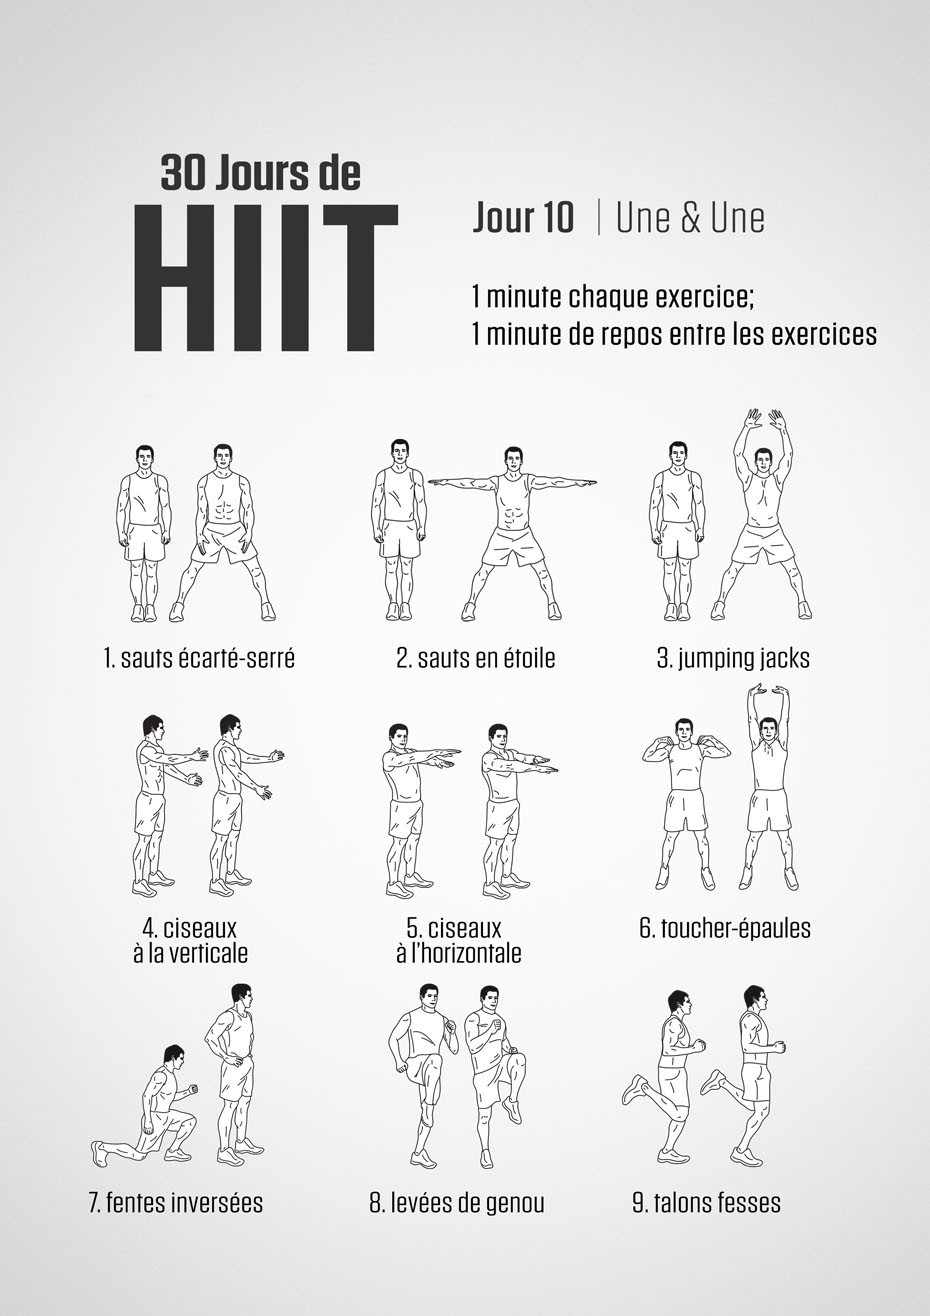 30 Jours de
HIIT
Jour 10 | Une & Une
1 minute chaque exercice;
1 minute de repos entre les exercices
1. sauts écarté-serré
2. sauts en étoile
3. jumping jacks
4. ciseaux
à la verticale
5. ciseaux
à l'horizontale
6. toucher-épaules
7. fentes inversées
8. levées de genou
9. talons fesses